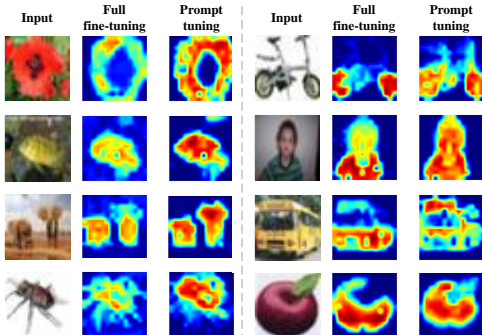 Input
Full
fine-tuning
Prompt
tuning
Input
Full
fine-tuning
Prompt
tuning